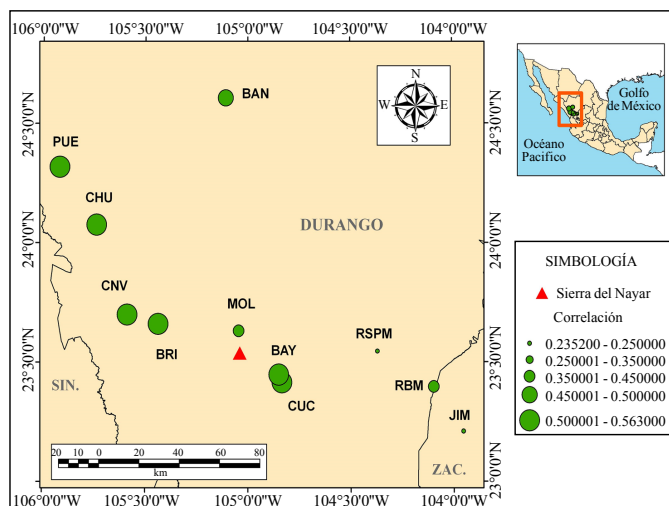 106°0'0"W 105°30'0"W 105°0'0"W 104°30'0"W 104°0'0"W
24°30'0"N
24°0'0"N
23°30'0"N
23°0'0"N
24°30'0"N
24°0'0"N
23°30'0"N
23°0'0"N
BAN
N
W E
S
PUE
CHU
DURANGO
CNV
MOL
RSPM
BRI
BAY
SIN.
CUC
RBM
JIM
ZAC.
20 10 0 20 40 60 80
km
106°0'0"W 105°30'0"W 105°0'0"W 104°30'0"W 104°0'0"W
Golfo
de México
Océano
Pacifico
SIMBOLOGÍA
Sierra del Nayar
Correlación
0.235200 - 0.250000
0.250001 - 0.350000
0.350001 - 0.450000
0.450001 - 0.500000
0.500001 - 0.563000